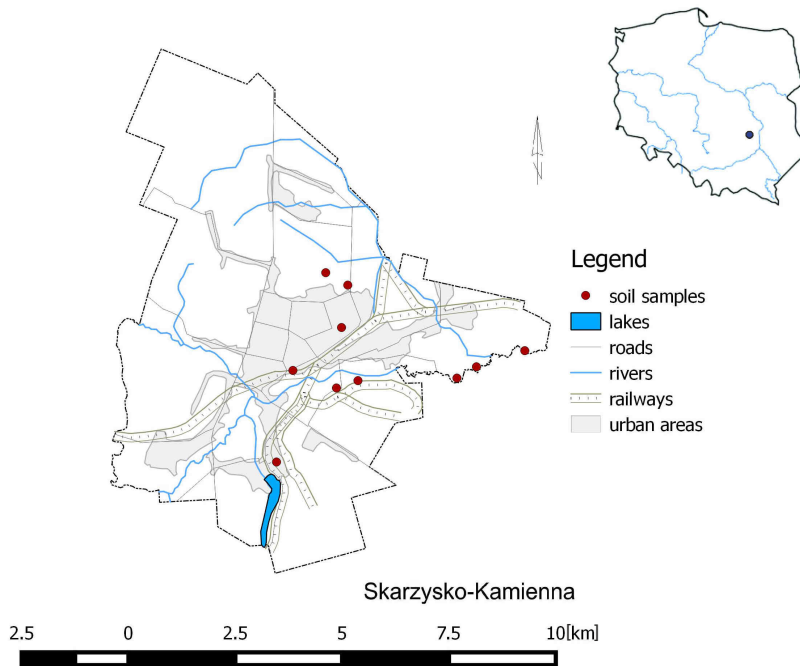 Legend
soil samples
lakes
roads
rivers
railways
urban areas
Skarzysko-Kamienna
2.5 0 2.5 5 7.5 10[km]